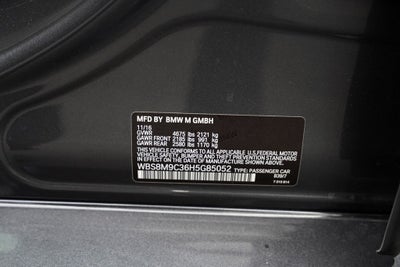 MFD BY BMW M GMBH
11/16
GVWR 4675 lbs 2121 kg
GAWR FRONT 2185 lbs 991 kg
GAWR REAR 2580 lbs 1170 kg
THIS VEHICLE CONFORMS TO ALL APPLICABLE U.S. FEDERAL MOTOR
VEHICLE SAFETY, BUMPER AND THEFT PREVENTION STANDARDS IN
EFFECT ON THE DATE OF MANUFACTURE SHOWN ABOVE.
WBS8M9C36H5G85052 TYPE: PASSENGER CAR